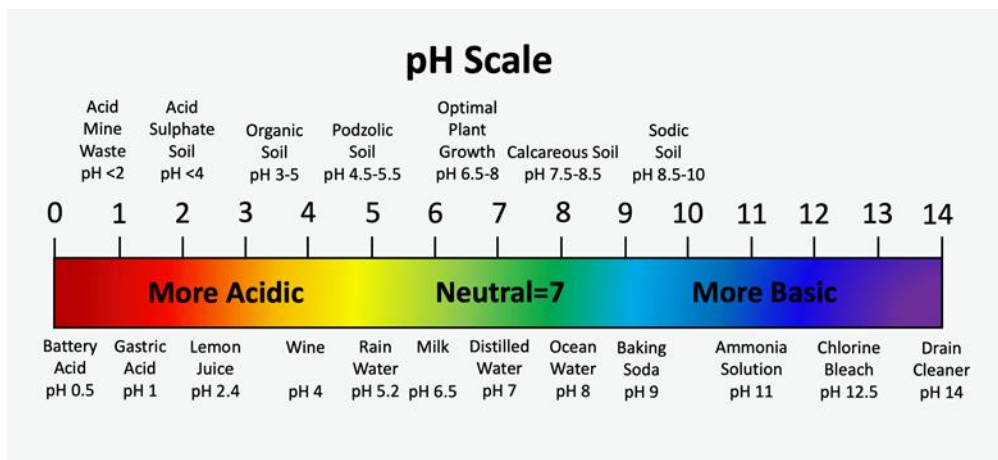 pH Scale
Acid
Mine
Waste
pH <2
Acid
Sulphate
Soil
pH <4
Organic
Soil
pH 3-5
Podzolic
Soil
pH 4.5-5.5
Optimal
Plant
Growth
pH 6.5-8
Calcareous Soil
pH 7.5-8.5
Sodic
Soil
pH 8.5-10
0 1 2 3 4 5 6 7 8 9 10 11 12 13 14
More Acidic Neutral=7 More Basic
Battery
Acid
pH 0.5
Gastric
Acid
pH 1
Lemon
Juice
pH 2.4
Wine
pH 4
Rain
Water
pH 5.2
Milk
pH 6.5
Distilled
Water
pH 7
Ocean
Water
pH 8
Baking
Soda
pH 9
Ammonia
Solution
pH 11
Chlorine
Bleach
pH 12.5
Drain
Cleaner
pH 14